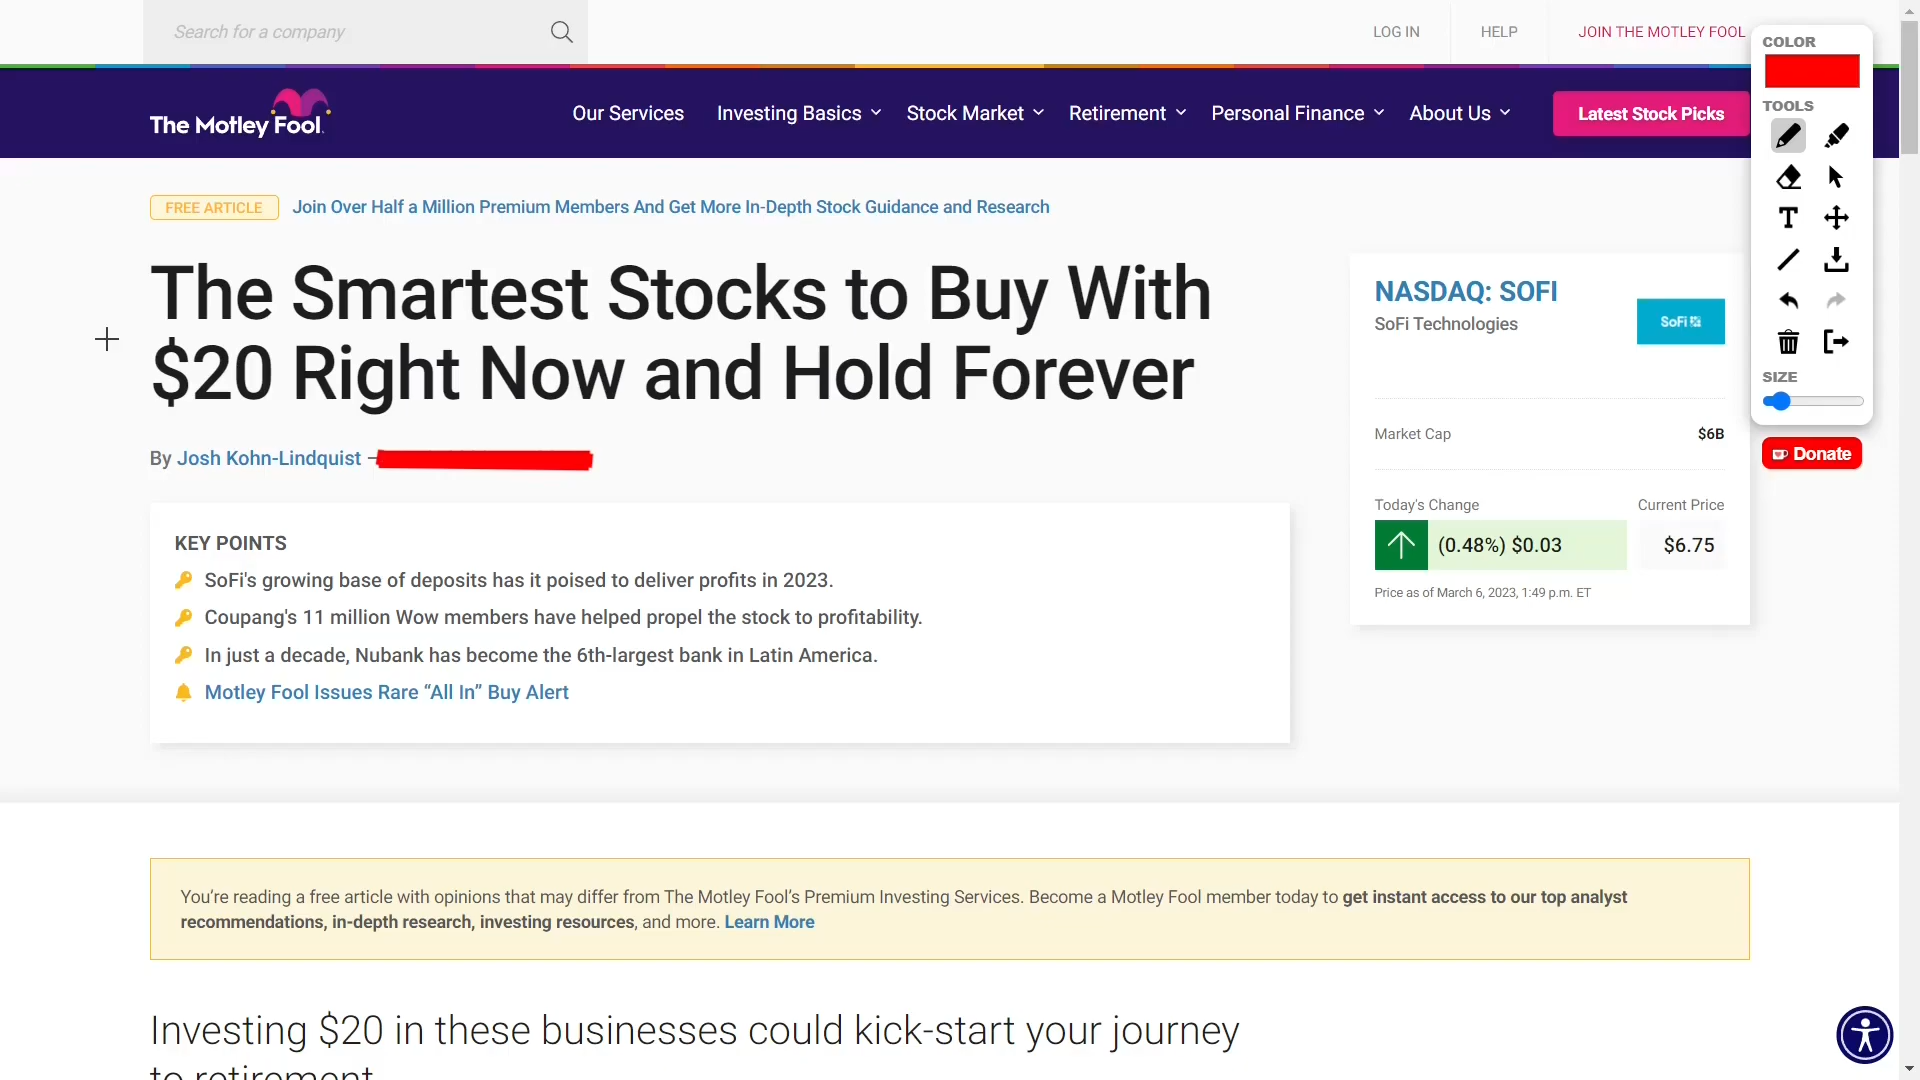 Search for a company
LOG IN
HELP
JOIN THE MOTLEY FOOL
The Motley Fool.
Our Services
Investing Basics
Stock Market
Retirement
Personal Finance
About Us
Latest Stock Picks
COLOR
TOOLS
T
SIZE
Donate
FREE ARTICLE
Join Over Half a Million Premium Members And Get More In-Depth Stock Guidance and Research
The Smartest Stocks to Buy With
$20 Right Now and Hold Forever
By Josh Kohn-Lindquist –
KEY POINTS
SoFi's growing base of deposits has it poised to deliver profits in 2023.
Coupang's 11 million Wow members have helped propel the stock to profitability.
In just a decade, Nubank has become the 6th-largest bank in Latin America.
Motley Fool Issues Rare “All In” Buy Alert
NASDAQ: SOFI
SoFi Technologies
SoFi
Market Cap
$6B
Today's Change
Current Price
(0.48%) $0.03
$6.75
Price as of March 6, 2023, 1:49 p.m. ET
You’re reading a free article with opinions that may differ from The Motley Fool’s Premium Investing Services. Become a Motley Fool member today to get instant access to our top analyst
recommendations, in-depth research, investing resources, and more. Learn More
Investing $20 in these businesses could kick-start your journey
to retirement.